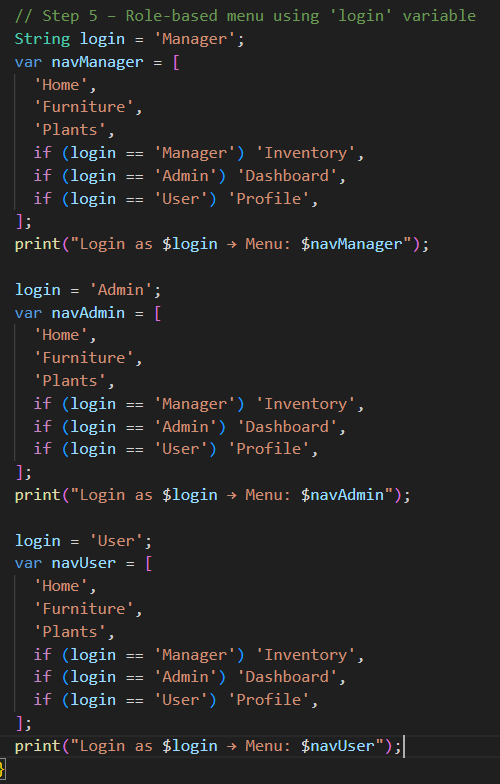 // Step 5 – Role-based menu using 'login' variable
String login = 'Manager';
var navManager = [
  'Home',
  'Furniture',
  'Plants',
  if (login == 'Manager') 'Inventory',
  if (login == 'Admin') 'Dashboard',
  if (login == 'User') 'Profile',
];
print("Login as $login → Menu: $navManager");

login = 'Admin';
var navAdmin = [
  'Home',
  'Furniture',
  'Plants',
  if (login == 'Manager') 'Inventory',
  if (login == 'Admin') 'Dashboard',
  if (login == 'User') 'Profile',
];
print("Login as $login → Menu: $navAdmin");

login = 'User';
var navUser = [
  'Home',
  'Furniture',
  'Plants',
  if (login == 'Manager') 'Inventory',
  if (login == 'Admin') 'Dashboard',
  if (login == 'User') 'Profile',
];
print("Login as $login → Menu: $navUser");
}